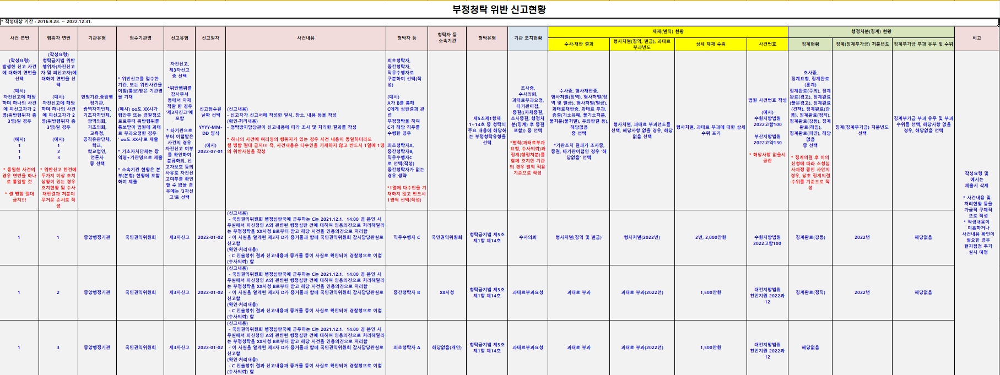 부정청탁 위반 신고현황
* 작성대상 기간 : 2016.9.28. ~ 2022.12.31.
사건 연번
행위자 연번
기관유형
접수기관명
신고유형
신고일자
사건내용
청탁자 등
청탁자 등
소속기관
청탁유형
기관 조치현황
제재(벌칙) 현황
수사·재판 결과
형사처벌(징역, 벌금), 과태료
부과년도
상세 제재 수위
사건번호
행정처분(징계) 현황
징계현황
징계(징계부가금) 처분년도
징계부가금 부과 유무 및 수위
비고
(작성요령)
발생한 신고 사건
에 대하여 연번을
선택
(예시)
자진신고에 해당
하며 하나의 사건
에 피신고자가 2
명(위반행위자 총
3명)일 경우
(예시)
1
1
1
* 동일한 사건의
경우 연번을 하나
로 통일할 것
* 셀 병합 절대
금지!!!
(작성요령)
청탁금지법 위반
행위자(자진신고
자 및 피신고자)에
대하여 연번을 선
택
(예시)
자진신고에 해당
하며 하나의 사건
에 피신고자가 2
명(위반행위자 총
3명)일 경우
(예시)
1
2
3
* 위반신고 한건에
두가지 이상 조치
상황이 있는 경우
조치현황 및 수사
재판결과 처분이
무거운 순서로 작
성
헌법기관,중앙행
정기관,
광역자치단체.
기초자치단체.
광역의회,
기초의회,
교육청,
공직유관단체,
학교,
학교법인,
언론사
중 선택
* 위반신고를 접수한
기관, 또는 위반사건을
이첩(통보)받은 기관명
을 기재
(예시) oo도 XX시가
행안부 또는 경찰청으
로부터 위반행위를
통보받아 법원에 과태
료 부과요청한 경우
' oo도 XX시'로 제출
* 기초자치단체는 광
역명+기관명으로 제출
* 소속기관 현황은 본
부(본청) 현황에 포함
하여 제출
자진신고,
제3자신고
중 선택
*위반행위를
감사부서
등에서 자체
적발 한 경우
'제3자신고'에
포함
* 타기관으로
부터 이첩받은
사건의 경우
자진신고 여부
를 확인하여
분류하되, 신
고자보호 등의
사유로 자진신
고여부를 확인
할 수 없을 경
우에는 '3자신
고'로 선택
신고접수된
날짜 선택
YYYY-MM-
DD 양식
(예시)
2022-07-01
(신고내용)
- 신고자가 신고서에 작성한 일시, 장소, 내용 등을 작성
(확인·처리내용)
- 청탁방지담당관이 신고내용에 따라 조사 및 처리한 결과를 작성
* 하나의 사건에 여러명의 행위자가 있는 경우 사건 내용이 동일하더라도
셀 병합 절대 금지!!! 즉, 사건내용은 다수인을 기재하지 않고 반드시 1열에 1명
의 위반사실을 작성
최초청탁자,
중간청탁자,
직무수행자로
구분하여 선택(작
성)
(예시)
A가 B를 통해
C에게 심판결과 관
련
부정청탁을 하여
C가 해당 직무를
수행한 경우
최초청탁자A,
중간청탁자B,
직무수행자C
로 선택(작성)
중간청탁자가 없는
경우 생략
*1열에 다수인을 기
재하지 않고 반드시
1명씩 선택(작성)
제5조제1항제
1~14호 중 청탁의
주요 내용에 해당하
는 부정청탁유형을
선택
조사중,
수사의뢰,
과태료부과요청,
타기관이첩,
종결((자체종결,
조사종결, 행정처
분(징계) 후 종결
포함)) 중 선택
*벌칙(과태료부과
요청, 수사의뢰)과
징계(행정처분)를
함께 조치한 기관
의 경우 벌칙 적용
기준으로 작성
수사중, 형사재판중,
형사처벌(징역), 형사처벌(징
역 및 벌금), 형사처벌(벌금),
과태료재판중, 과태료 부과,
종결(기소유예, 불기소처분,
불처분(불처벌), 무죄판결 등),
해당없음
중 선택
*기관조치 결과가 조사중,
종결, 타기관이첩인 경우 '해
당없음' 선택
형사처벌, 과태료 부과년도를
선택, 해당사항 없을 경우, 해당
없음 선택
형사처벌, 과태료 부과에 대한 상세
수위 표기
법원 사건번호 작성
(예시)
수원지방법원
2022고합100
부산지방법원
2022고약130
* 해당사항 없을시
공란
조사중,
징계요청, 징계완료
(훈계)
징계완료(주의), 징계
완료(경고), 징계완료
(불문경고), 징계완료
(견책), 징계완료(감
봉), 징계완료(정직),
징계완료(강등), 징계
완료(해임),
징계완료(파면), 해당
없음
중 선택
* 징계의결 후 이의
신청에 따라 소청심
사과정 중인 사안의
경우, 당초 징계의결
수위를 기준으로 작
성
징계(징계부가금) 처분년도
선택
징계부가금 부과 유무 및 부과
수위를 선택, 해당사항 없을 경
우, 해당없음 선택
작성요령 및
예시는
제출시 삭제
* 사건내용 및
처리현황 등을
가급적 구체적
으로 작성
* 작성내용이
미흡하거나
사건내용 확인이
필요한 경우
현지점검 추가
실시 예정
1
1
중앙행정기관
국민권익위원회
제3자신고
2022-01-02
(신고내용)
- 국민권익위원회 행정심판국에 근무하는 C는 2021.12.1. 14:00 경 본인 사
무실에서 피신청인 A와 관련된 행정심판 건에 대하여 인용의견으로 처리해달라
는 부정청탁을 XX시청 B로부터 받고 해당 사건을 인용의견으로 처리함
- 이 사실을 알게된 제3자 D가 증거물과 함께 국민권익위원회 감사담당관실로
신고함
(확인·처리내용)
- C 진술청취 결과 신고내용과 증거물 등이 사실로 확인되어 경찰청으로 이첩
(수사의뢰) 함
직무수행자 C
국민권익위원회
청탁금지법 제5조
제1항 제14호
수사의뢰
형사처벌(징역 및 벌금)
형사처벌(2022년)
2년, 2,000만원
수원지방법원
2022고합100
징계완료(강등)
2022년
해당없음
1
2
중앙행정기관
국민권익위원회
제3자신고
2022-01-02
(신고내용)
- 국민권익위원회 행정심판국에 근무하는 C는 2021.12.1. 14:00 경 본인 사
무실에서 피신청인 A와 관련된 행정심판 건에 대하여 인용의견으로 처리해달라
는 부정청탁을 XX시청 B로부터 받고 해당 사건을 인용의견으로 처리함
- 이 사실을 알게된 제3자 D가 증거물과 함께 국민권익위원회 감사담당관실로
신고함
(확인·처리내용)
- C 진술청취 결과 신고내용과 증거물 등이 사실로 확인되어 경찰청으로 이첩
(수사의뢰) 함
중간청탁자 B
XX시청
청탁금지법 제5조
제1항 제14호
과태료부과요청
과태료 부과
과태료 부과(2022년)
1,500만원
대전지방법원
천안지원 2022과
12
징계완료(정직)
2022년
해당없음
1
3
중앙행정기관
국민권익위원회
제3자신고
2022-01-02
(신고내용)
- 국민권익위원회 행정심판국에 근무하는 C는 2021.12.1. 14:00 경 본인 사
무실에서 피신청인 A와 관련된 행정심판 건에 대하여 인용의견으로 처리해달라
는 부정청탁을 XX시청 B로부터 받고 해당 사건을 인용의견으로 처리함
- 이 사실을 알게된 제3자 D가 증거물과 함께 국민권익위원회 감사담당관실로
신고함
(확인·처리내용)
- C 진술청취 결과 신고내용과 증거물 등이 사실로 확인되어 경찰청으로 이첩
(수사의뢰) 함
최초청탁자 A
해당없음(개인)
청탁금지법 제5조
제1항 제14호
과태료부과요청
과태료 부과
과태료 부과(2022년)
1,500만원
대전지방법원
천안지원 2022과
12
해당없음